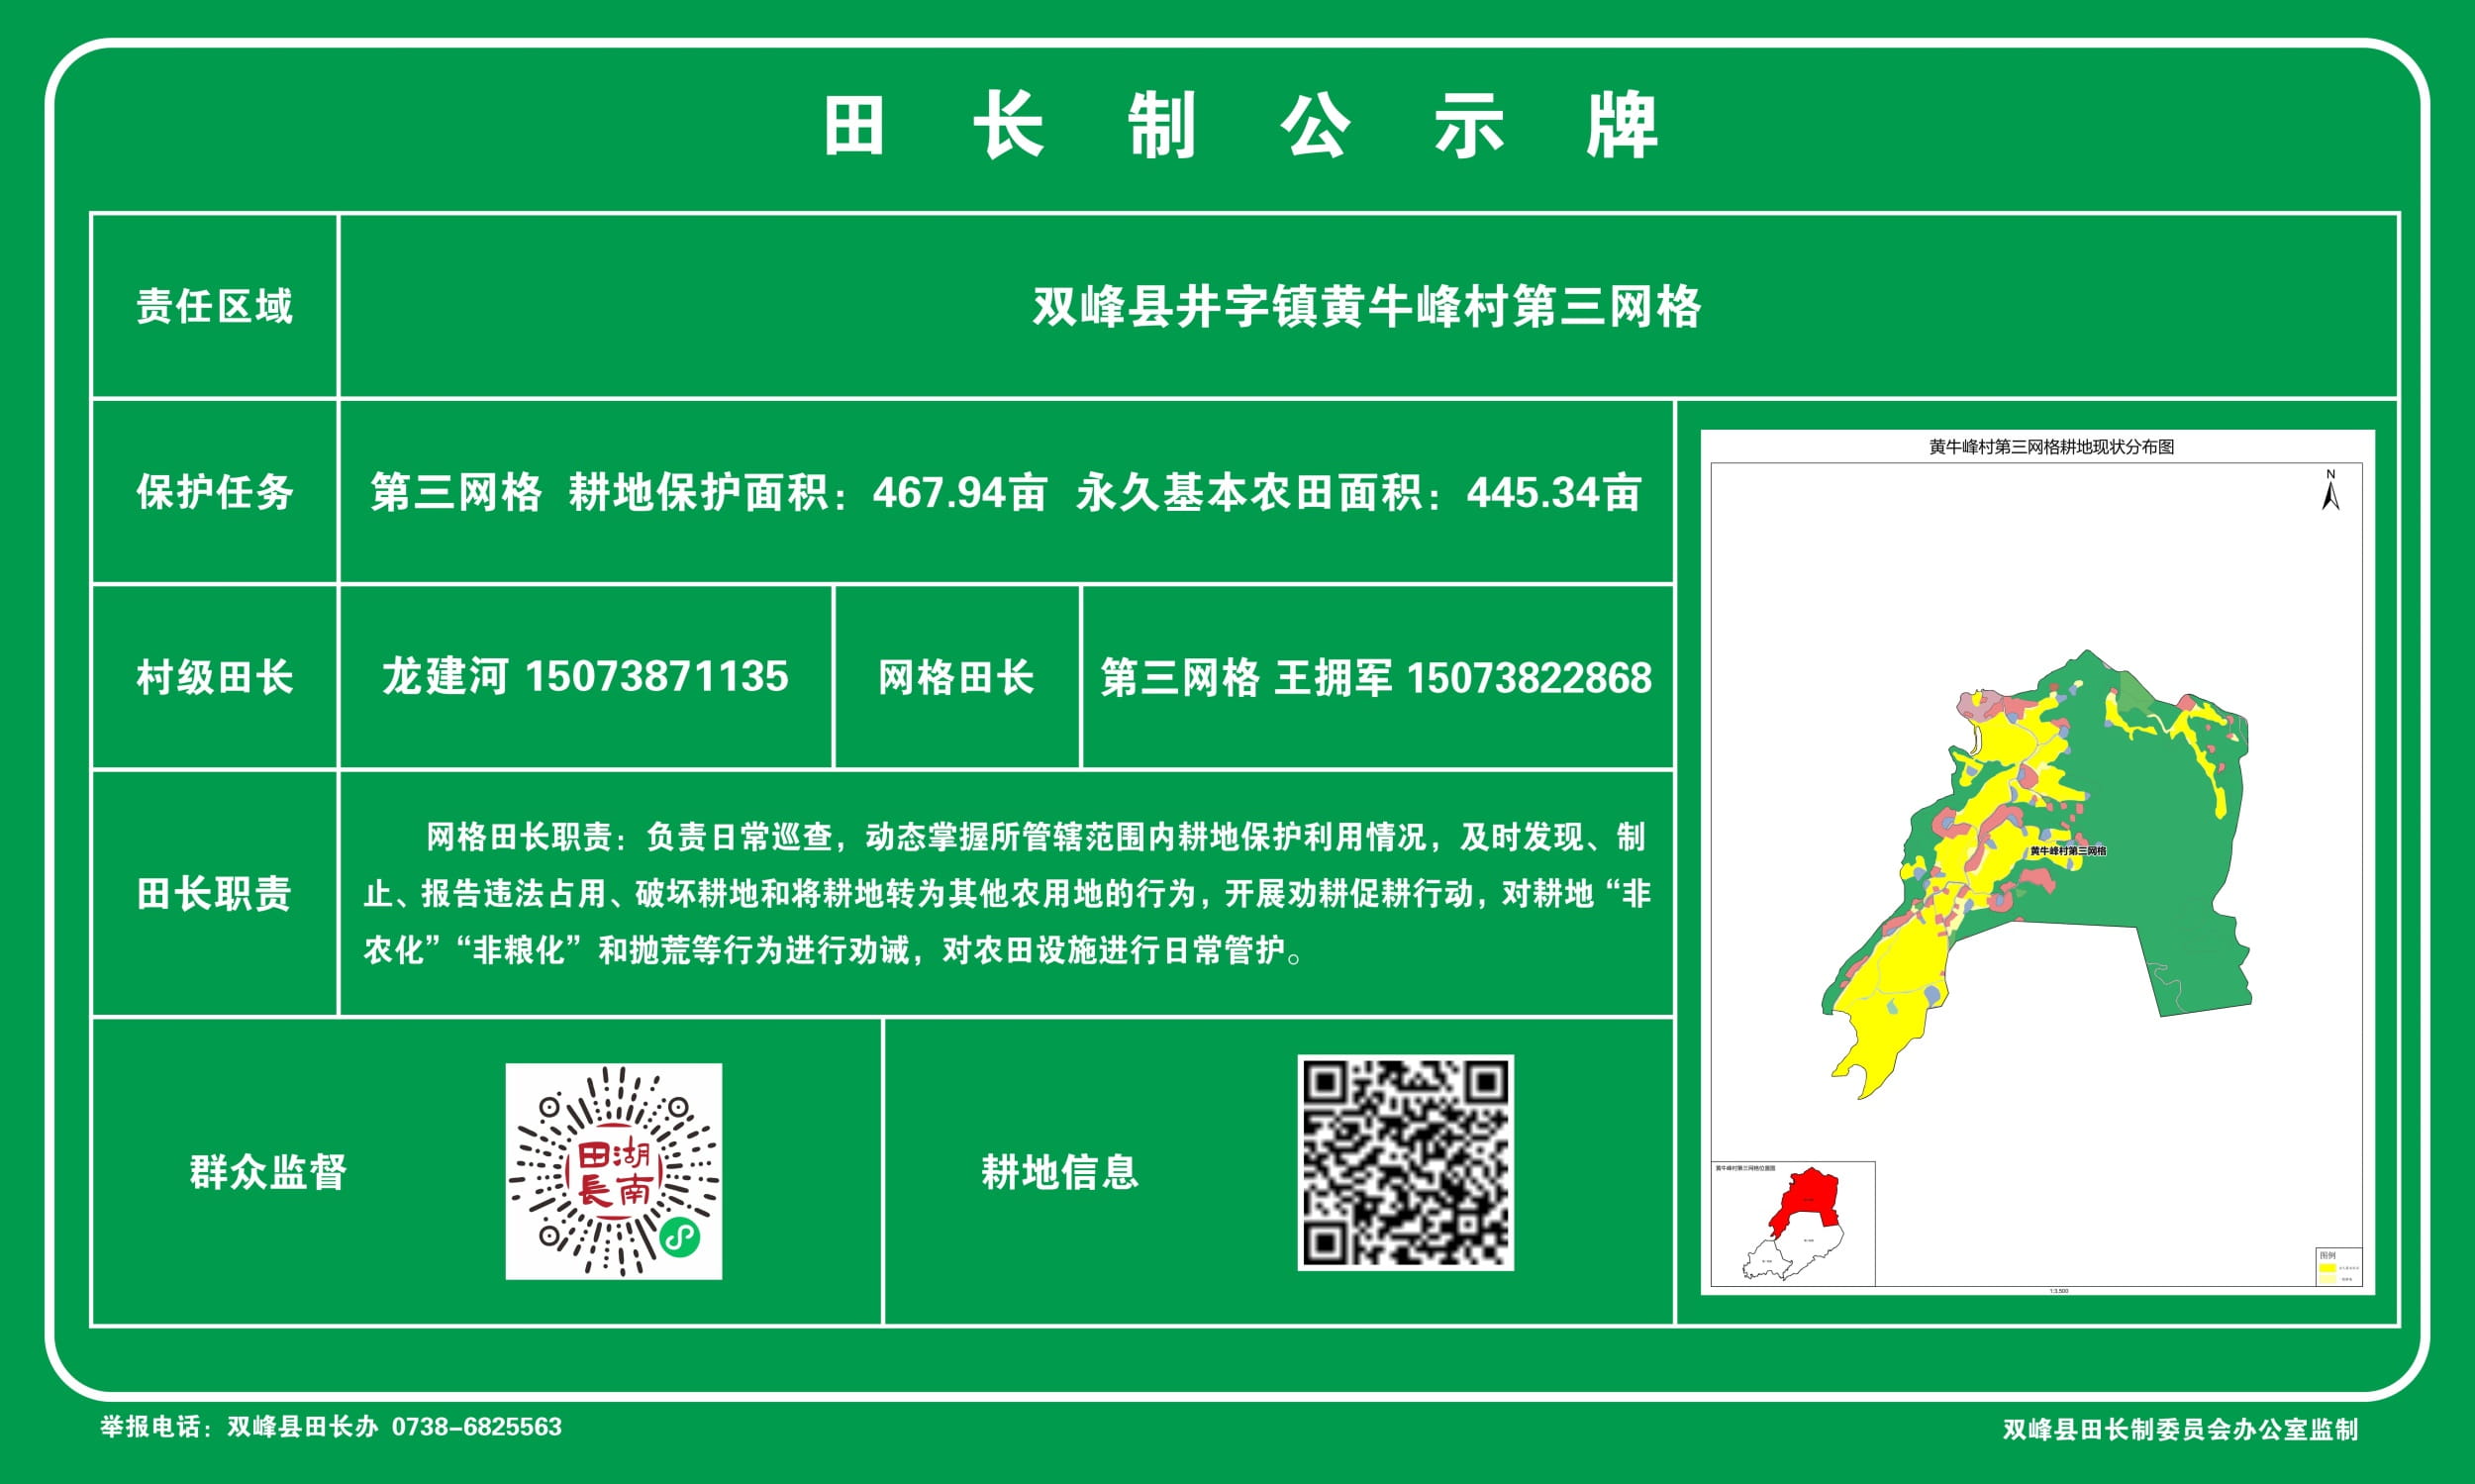 田长制公示牌
责任区域
双峰县井字镇黄牛峰村第三网格
保护任务
第三网格 耕地保护面积：467.94亩 永久基本农田面积：445.34亩
村级田长
龙建河 15073871135
网格田长
第三网格 王拥军 15073822868
田长职责
网格田长职责：负责日常巡查，动态掌握所管辖范围内耕地保护利用情况，及时发现、制
止、报告违法占用、破坏耕地和将耕地转为其他农用地的行为，开展劝耕促耕行动，对耕地“非
农化”“非粮化”和抛荒等行为进行劝诫，对农田设施进行日常管护。
群众监督
湖南
田長
耕地信息
黄牛峰村第三网格耕地现状分布图
N
黄牛峰村第三网格
黄牛峰村第三网格位置图
图例
1:3,500
举报电话：双峰县田长办 0738-6825563
双峰县田长制委员会办公室监制